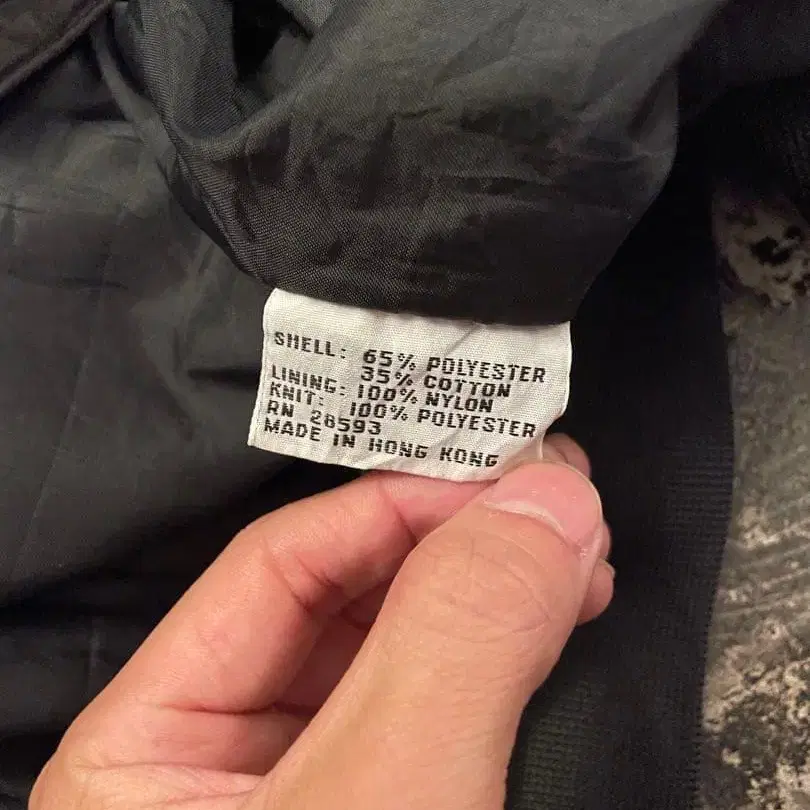 SHELL: 65% POLYESTER
35% COTTON
LINING: 100% NYLON
KNIT: 100% POLYESTER
RN 28593
MADE IN HONG KONG